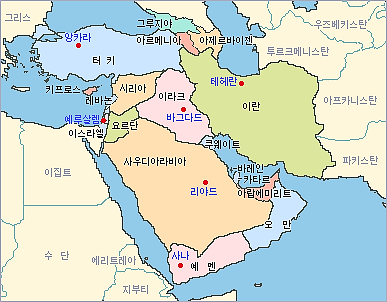 그리스
그루지아
우즈베키스탄
앙카라
아르메니아
아제르바이젠
투르크메니스탄
터 키
테헤란
시리아
키프로스
이라크
이란
레바논
아프카니스탄
바그다드
예루살렘
요르단
이스라엘
쿠웨이트
사우디아라비아
파키스탄
바레인
이집트
카타르
리야드
아랍에미리트
오 만
수 단
사나
에리트레아
예 멘
지부티